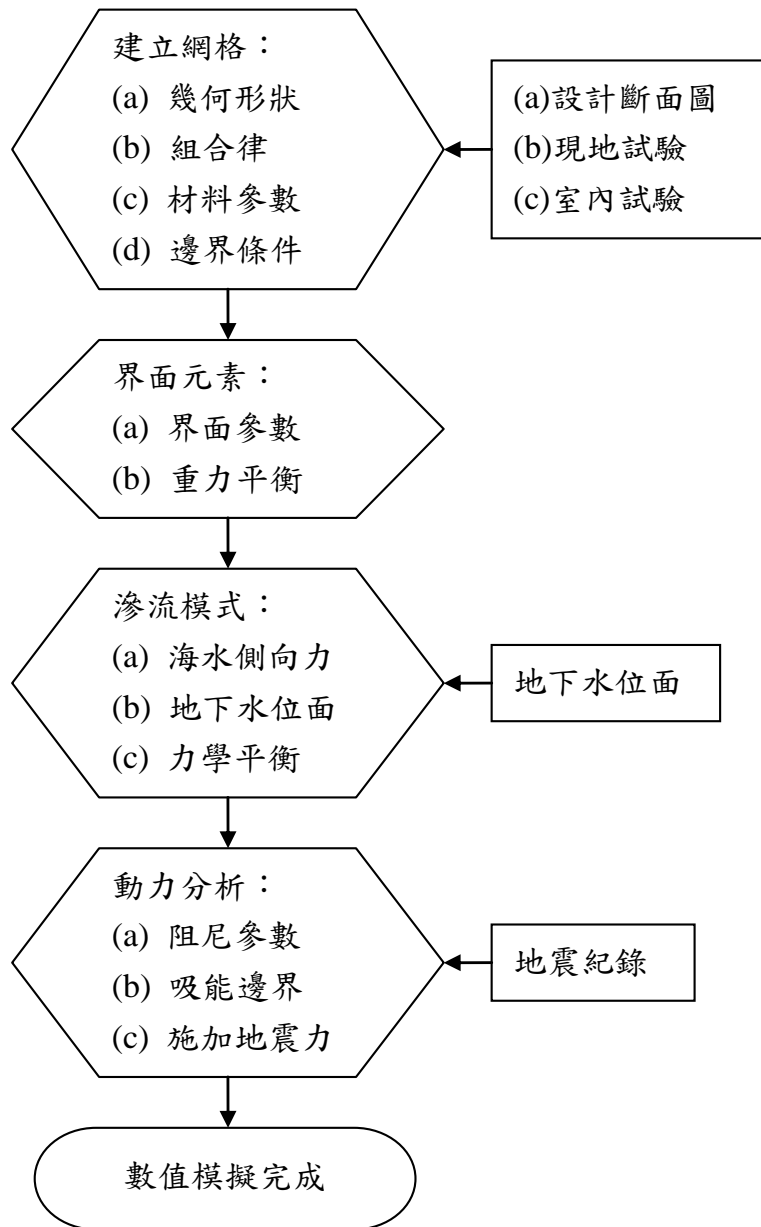 建立網格：
(a) 幾何形狀
(b) 組合律
(c) 材料參數
(d) 邊界條件
(a)設計斷面圖
(b)現地試驗
(c)室內試驗
界面元素：
(a) 界面參數
(b) 重力平衡
滲流模式：
(a) 海水側向力
(b) 地下水位面
(c) 力學平衡
地下水位面
動力分析：
(a) 阻尼參數
(b) 吸能邊界
(c) 施加地震力
地震紀錄
數值模擬完成